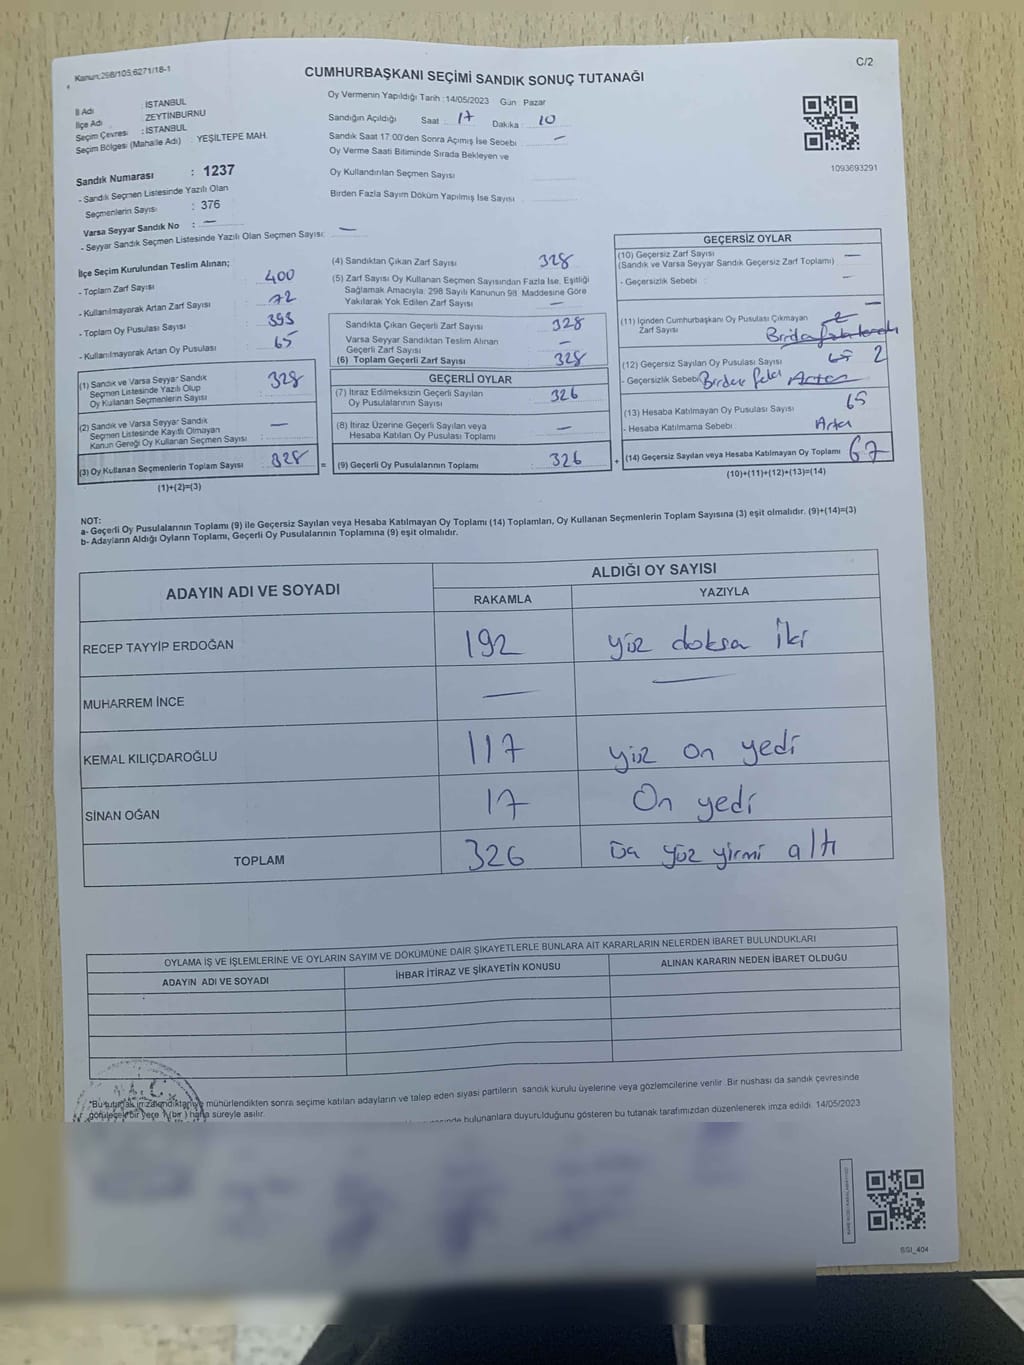 Kanun:298/105;6271/18-1
C/2
CUMHURBAŞKANI SEÇİMİ SANDIK SONUÇ TUTANAĞI
İl Adı : İSTANBUL
İlçe Adı : ZEYTİNBURNU
Seçim Çevresi : İSTANBUL
Seçim Bölgesi (Mahalle Adı) : YEŞİLTEPE MAH.
Sandık Numarası : 1237
- Sandık Seçmen Listesinde Yazılı Olan
Seçmenlerin Sayısı : 376
Varsa Seyyar Sandık No : —
- Seyyar Sandık Seçmen Listesinde Yazılı Olan Seçmen Sayısı: —
Oy Vermenin Yapıldığı Tarih :14/05/2023 Gün : Pazar
Sandığın Açıldığı Saat : 17 Dakika : 10
Sandık Saat 17:00'den Sonra Açılmış İse Sebebi : —
Oy Verme Saati Bitiminde Sırada Bekleyen ve
Oy Kullandırılan Seçmen Sayısı
Birden Fazla Sayım Döküm Yapılmış İse Sayısı
1093693291
İlçe Seçim Kurulundan Teslim Alınan;
- Toplam Zarf Sayısı : 400
- Kullanılmayarak Artan Zarf Sayısı : 72
- Toplam Oy Pusulası Sayısı : 393
- Kullanılmayarak Artan Oy Pusulası : 65
(1) Sandık ve Varsa Seyyar Sandık
Seçmen Listesinde Yazılı Olup
Oy Kullanan Seçmenlerin Sayısı : 328
(2) Sandık ve Varsa Seyyar Sandık
Seçmen Listesinde Kayıtlı Olmayan
Kanun Gereği Oy Kullanan Seçmen Sayısı : —
(3) Oy Kullanan Seçmenlerin Toplam Sayısı : 328
(1)+(2)=(3)
(4) Sandıktan Çıkan Zarf Sayısı : 328
(5) Zarf Sayısı Oy Kullanan Seçmen Sayısından Fazla İse, Eşitliği
Sağlamak Amacıyla, 298 Sayılı Kanunun 98. Maddesine Göre
Yakılarak Yok Edilen Zarf Sayısı : —
Sandıkta Çıkan Geçerli Zarf Sayısı : 328
Varsa Seyyar Sandıktan Teslim Alınan
Geçerli Zarf Sayısı : —
(6) Toplam Geçerli Zarf Sayısı : 328
GEÇERLİ OYLAR
(7) İtiraz Edilmeksizin Geçerli Sayılan
Oy Pusulalarının Sayısı : 326
(8) İtiraz Üzerine Geçerli Sayılan veya
Hesaba Katılan Oy Pusulası Toplamı : —
= (9) Geçerli Oy Pusulalarının Toplamı : 326
GEÇERSİZ OYLAR
(10) Geçersiz Zarf Sayısı
(Sandık ve Varsa Seyyar Sandık Geçersiz Zarf Toplamı) : —
- Geçersizlik Sebebi : —
(11) İçinden Cumhurbaşkanı Oy Pusulası Çıkmayan
Zarf Sayısı : 2 —
(12) Geçersiz Sayılan Oy Pusulası Sayısı : 65 2
- Geçersizlik Sebebi : Birden fazla Artan
(13) Hesaba Katılmayan Oy Pusulası Sayısı : 65
- Hesaba Katılmama Sebebi : Arta
+ (14) Geçersiz Sayılan veya Hesaba Katılmayan Oy Toplamı : 67
(10)+(11)+(12)+(13)=(14)
NOT:
a- Geçerli Oy Pusulalarının Toplamı (9) ile Geçersiz Sayılan veya Hesaba Katılmayan Oy Toplamı (14) Toplamları, Oy Kullanan Seçmenlerin Toplam Sayısına (3) eşit olmalıdır. (9)+(14)=(3)
b- Adayların Aldığı Oyların Toplamı, Geçerli Oy Pusulalarının Toplamına (9) eşit olmalıdır.
ADAYIN ADI VE SOYADI
ALDIĞI OY SAYISI
RAKAMLA YAZIYLA
RECEP TAYYİP ERDOĞAN 192 yüz doksa iki
MUHARREM İNCE — —
KEMAL KILIÇDAROĞLU 117 yüz on yedi
SİNAN OĞAN 17 On yedi
TOPLAM 326 üa yüz yirmi altı
OYLAMA İŞ VE İŞLEMLERİNE VE OYLARIN SAYIM VE DÖKÜMÜNE DAİR ŞİKAYETLERLE BUNLARA AİT KARARLARIN NELERDEN İBARET BULUNDUKLARI
ADAYIN ADI VE SOYADI İHBAR İTİRAZ VE ŞİKAYETİN KONUSU ALINAN KARARIN NEDEN İBARET OLDUĞU
"Bu tutanak imzalandıktan ve mühürlendikten sonra seçime katılan adayların ve talep eden siyasi partilerin sandık kurulu üyelerine veya gözlemcilerine verilir. Bir nüshası da sandık çevresinde
görülecek bir yere 1(bir) hafta süreyle asılır.
bulunanlara duyurulduğunu gösteren bu tutanak tarafımızdan düzenlenerek imza edildi. 14/05/2023
SGI_404